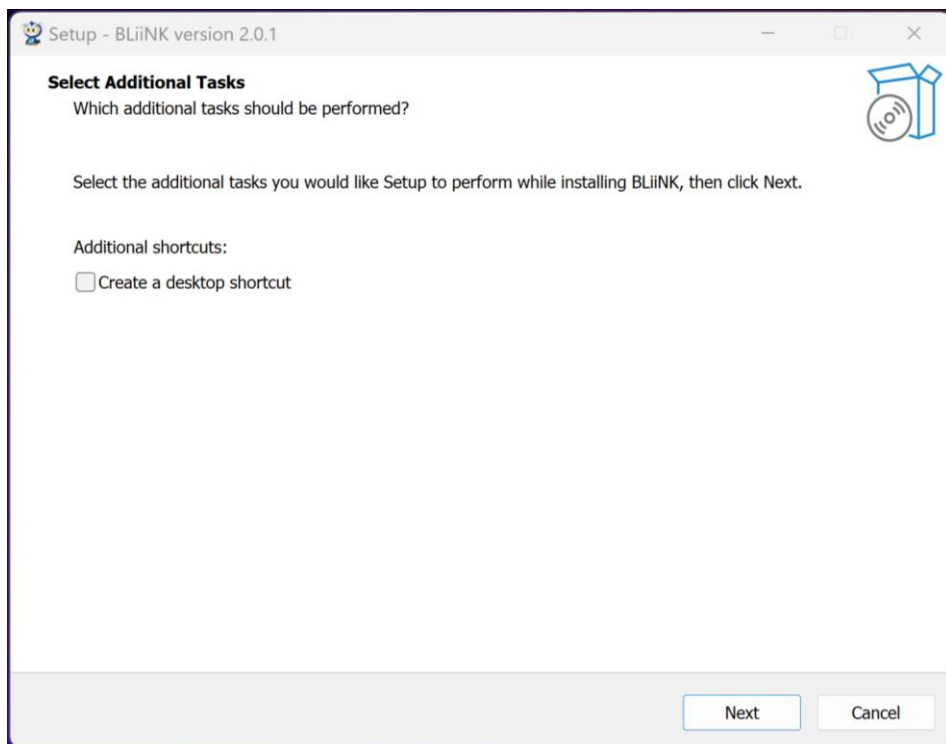 Setup - BLiiNK version 2.0.1
Select Additional Tasks
Which additional tasks should be performed?
Select the additional tasks you would like Setup to perform while installing BLiiNK, then click Next.
Additional shortcuts:
Create a desktop shortcut
Next
Cancel